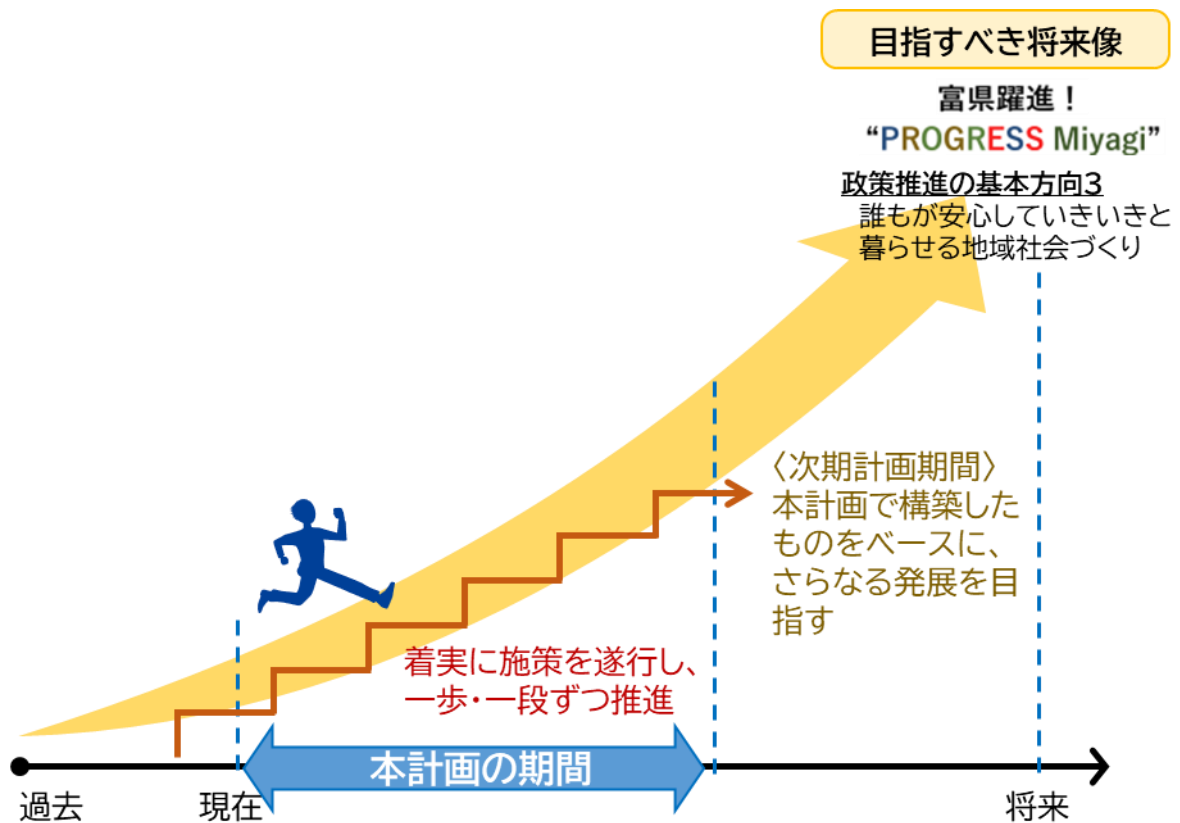 目指すべき将来像
富県躍進！
“PROGRESS Miyagi”
政策推進の基本方向３
誰もが安心していきいきと
暮らせる地域社会づくり
〈次期計画期間〉
本計画で構築した
ものをベースに、
さらなる発展を目
指す
着実に施策を遂行し、
一歩・一段ずつ推進
本計画の期間
過去
現在
将来